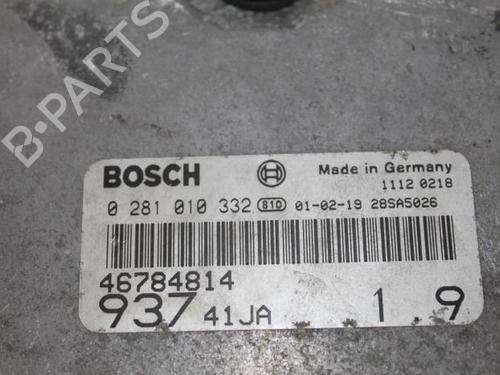 B-PARTS
BOSCH
Made in Germany
1112 0218
0 281 010 332 810 01-02-19 28SA5026
46784814
937 41JA 1.9